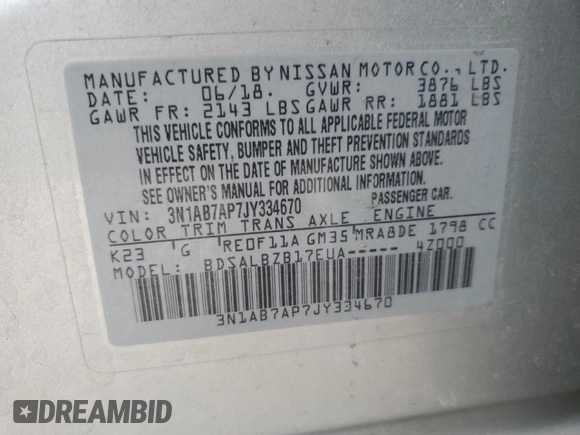 MANUFACTURED BY NISSAN MOTOR CO., LTD.
DATE: 06/18. GVWR: 3876 LBS
GAWR FR: 2143 LBS GAWR RR: 1881 LBS
THIS VEHICLE CONFORMS TO ALL APPLICABLE FEDERAL MOTOR
VEHICLE SAFETY, BUMPER AND THEFT PREVENTION STANDARDS
IN EFFECT ON THE DATE OF MANUFACTURE SHOWN ABOVE.
SEE OWNER'S MANUAL FOR ADDITIONAL INFORMATION.
VIN: 3N1AB7AP7JY334670 PASSENGER CAR.
COLOR TRIM TRANS AXLE ENGINE
K23 G RE0F11A GM35 MRA8DE 1798 CC
MODEL: BDSALBZB17EUA----- 4Z000
3N1AB7AP7JY334670
DREAMBID.com